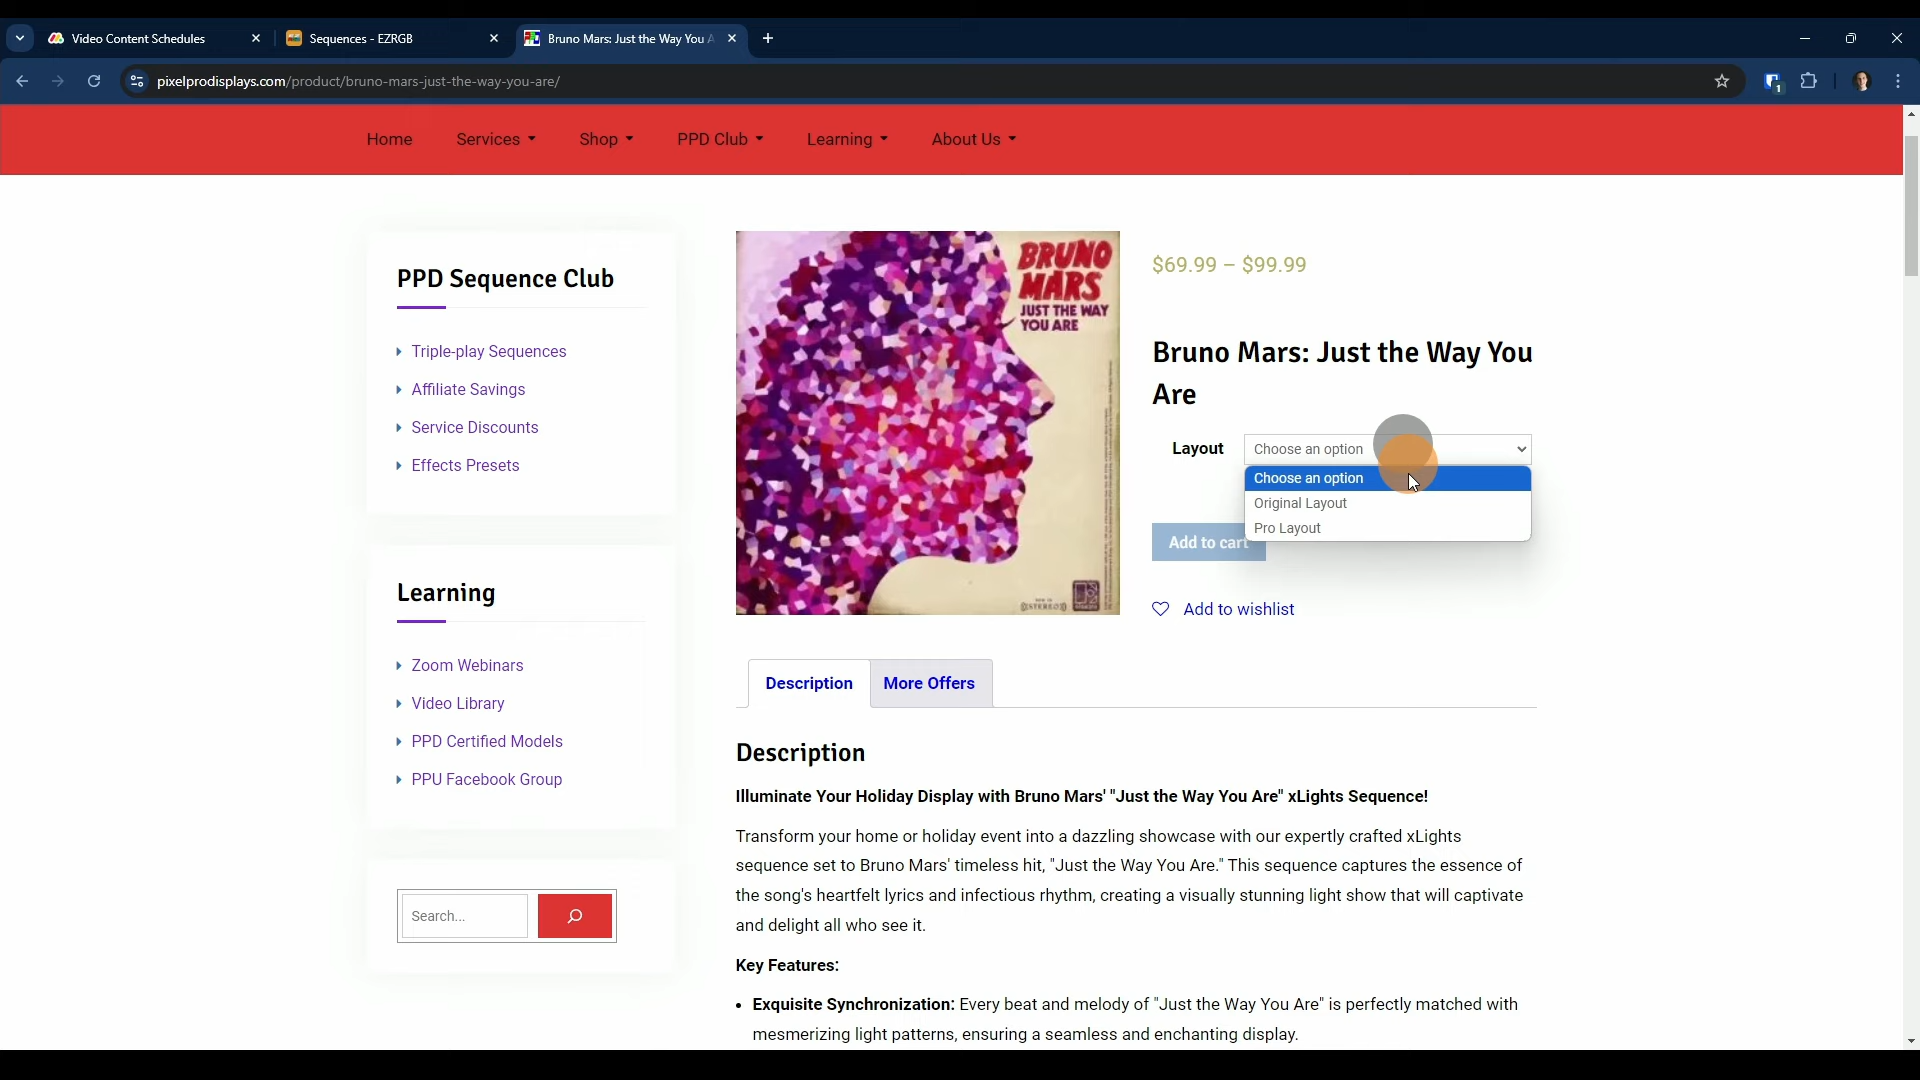 Video Content Schedules
Sequences - EZRGB
Bruno Mars: Just the Way You A
pixelprodisplays.com/product/bruno-mars-just-the-way-you-are/
1
Home
Services
Shop
PPD Club
Learning
About Us
PPD Sequence Club
Triple-play Sequences
Affiliate Savings
Service Discounts
Effects Presets
Learning
Zoom Webinars
Video Library
PPD Certified Models
PPU Facebook Group
Search...
BRUNO
MARS
JUST THE WAY
YOU ARE
STEREO
$69.99 – $99.99
Bruno Mars: Just the Way You
Are
Layout
Choose an option
Choose an option
Original Layout
Pro Layout
Add to cart
Add to wishlist
Description
More Offers
Description
Illuminate Your Holiday Display with Bruno Mars' "Just the Way You Are" xLights Sequence!
Transform your home or holiday event into a dazzling showcase with our expertly crafted xLights
sequence set to Bruno Mars' timeless hit, "Just the Way You Are." This sequence captures the essence of
the song's heartfelt lyrics and infectious rhythm, creating a visually stunning light show that will captivate
and delight all who see it.
Key Features:
• Exquisite Synchronization: Every beat and melody of "Just the Way You Are" is perfectly matched with
mesmerizing light patterns, ensuring a seamless and enchanting display.